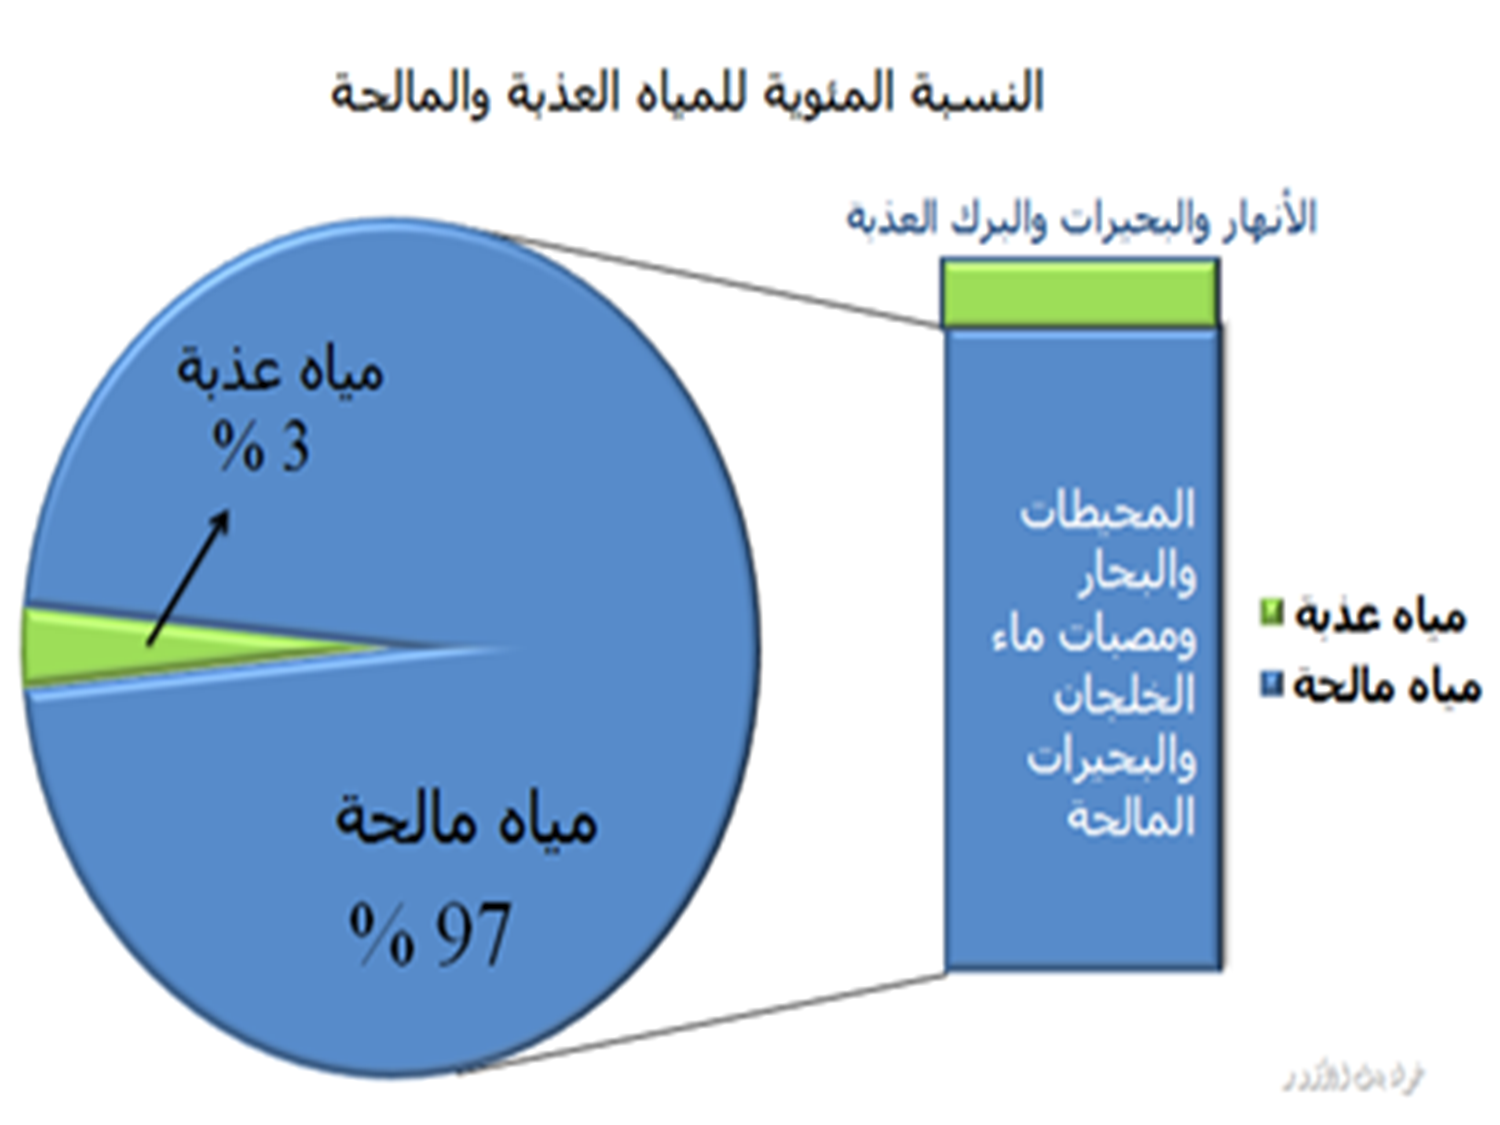 النسبة المئوية للمياه العذبة والمالحة
الأنهار والبحيرات والبرك العذبة
مياه عذبة
3 %
المحيطات
والبحار
ومصبات ماء
الخلجان
والبحيرات
المالحة
مياه عذبة
مياه مالحة
مياه مالحة
97 %